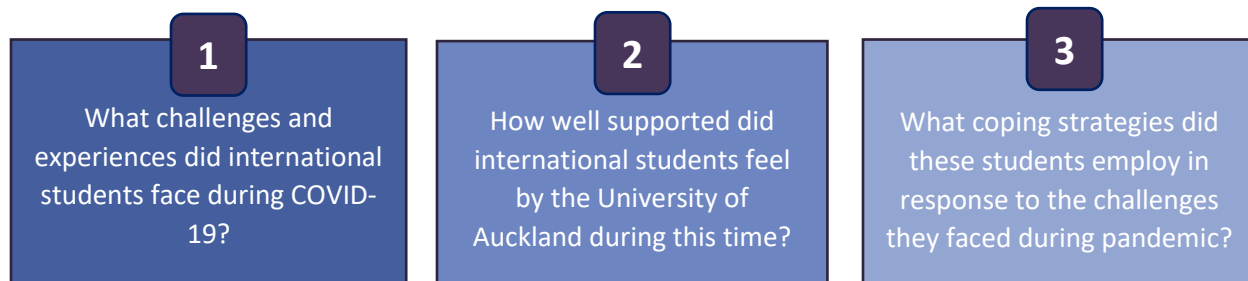 1
What challenges and
experiences did international
students face during COVID-
19?
2
How well supported did
international students feel
by the University of
Auckland during this time?
3
What coping strategies did
these students employ in
response to the challenges
they faced during pandemic?